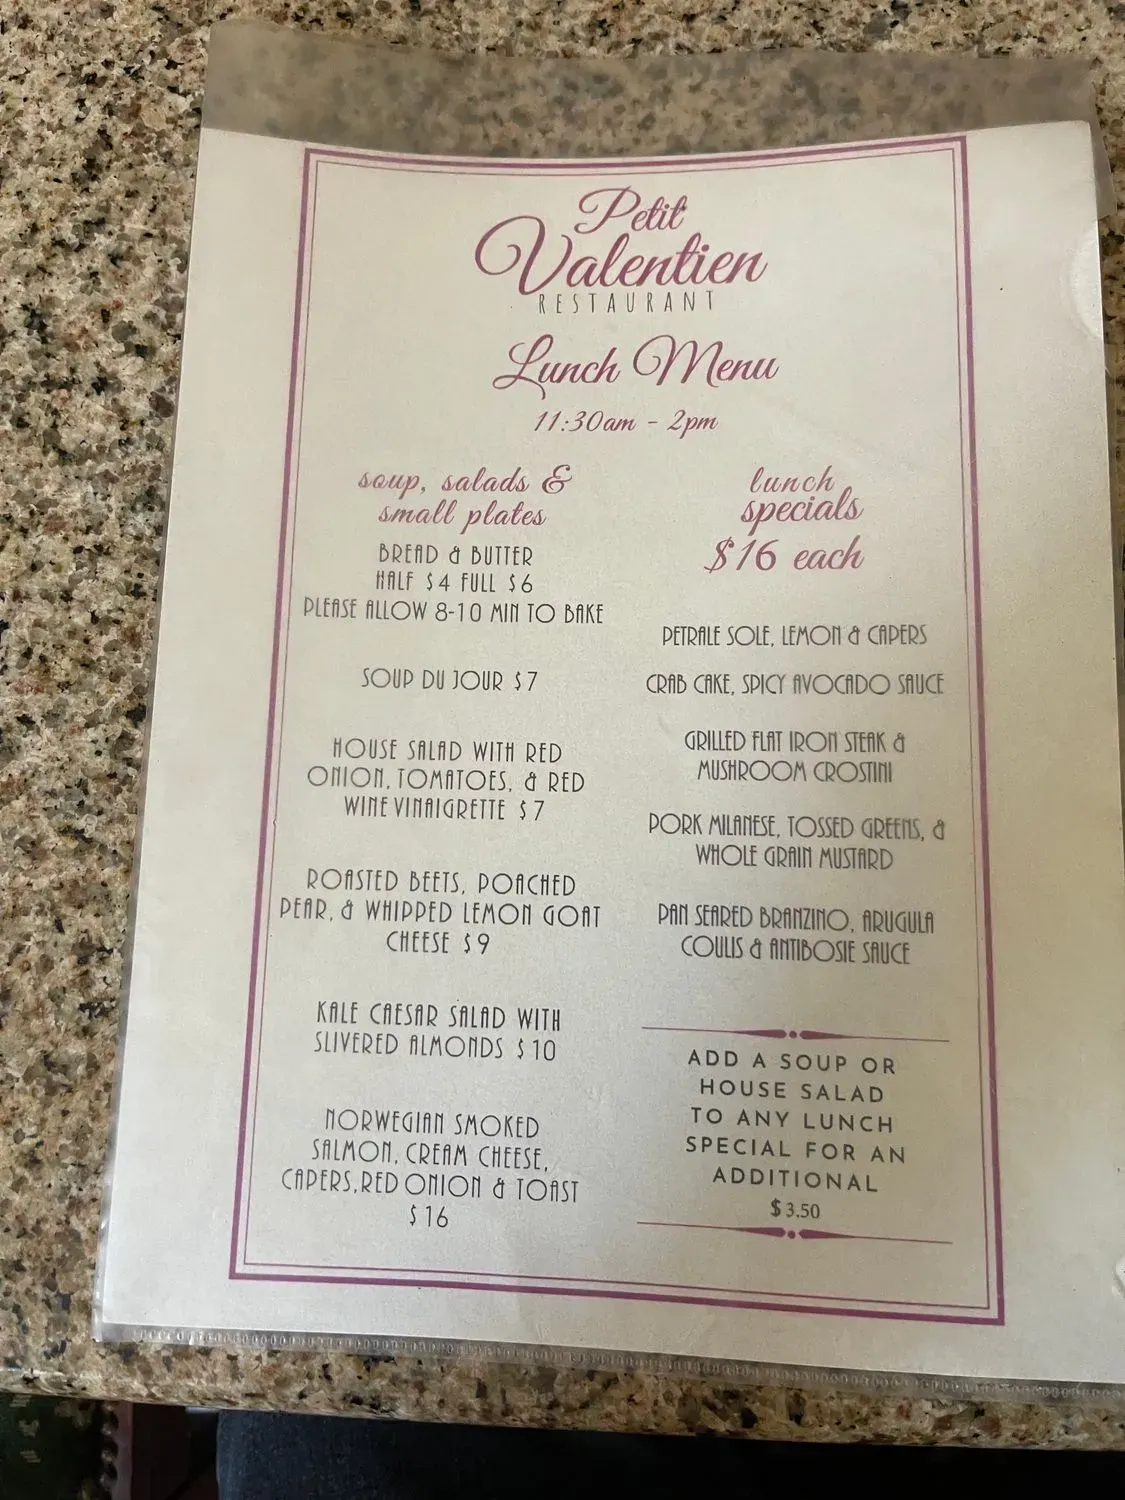 Petit
Valentien
RESTAURANT
Lunch Menu
11:30am - 2pm
soup, salads &
small plates
BREAD & BUTTER
HALF $4 FULL $6
PLEASE ALLOW 8-10 MIN TO BAKE
SOUP DU JOUR $7
HOUSE SALAD WITH RED
ONION, TOMATOES, & RED
WINE VINAIGRETTE $7
ROASTED BEETS, POACHED
PEAR, & WHIPPED LEMON GOAT
CHEESE $9
KALE CAESAR SALAD WITH
SLIVERED ALMONDS $10
NORWEGIAN SMOKED
SALMON, CREAM CHEESE,
CAPERS, RED ONION & TOAST
$16
lunch
specials
$16 each
PETRALE SOLE, LEMON & CAPERS
CRAB CAKE, SPICY AVOCADO SAUCE
GRILLED FLAT IRON STEAK &
MUSHROOM CROSTINI
PORK MILANESE, TOSSED GREENS, &
WHOLE GRAIN MUSTARD
PAN SEARED BRANZINO, ARUGULA
COULIS & ANTIBOSIE SAUCE
ADD A SOUP OR
HOUSE SALAD
TO ANY LUNCH
SPECIAL FOR AN
ADDITIONAL
$3.50